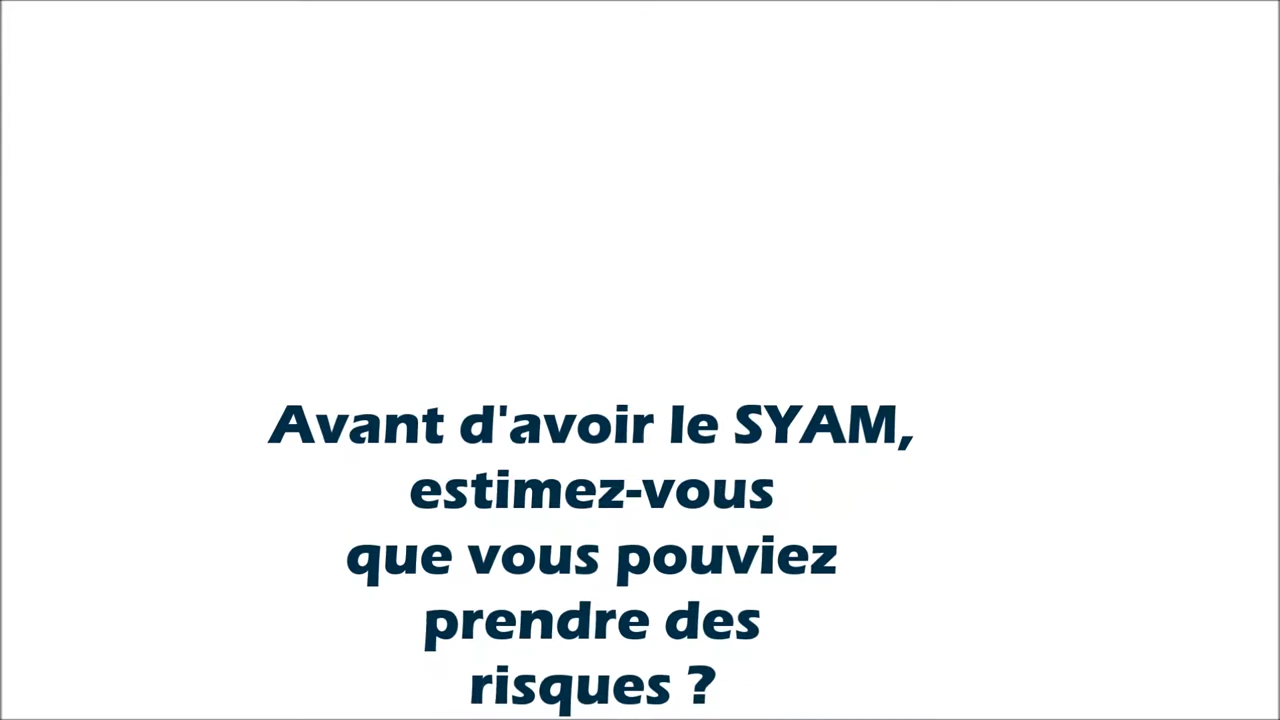 Avant d'avoir le SYAM,
estimez-vous
que vous pouviez
prendre des
risques ?